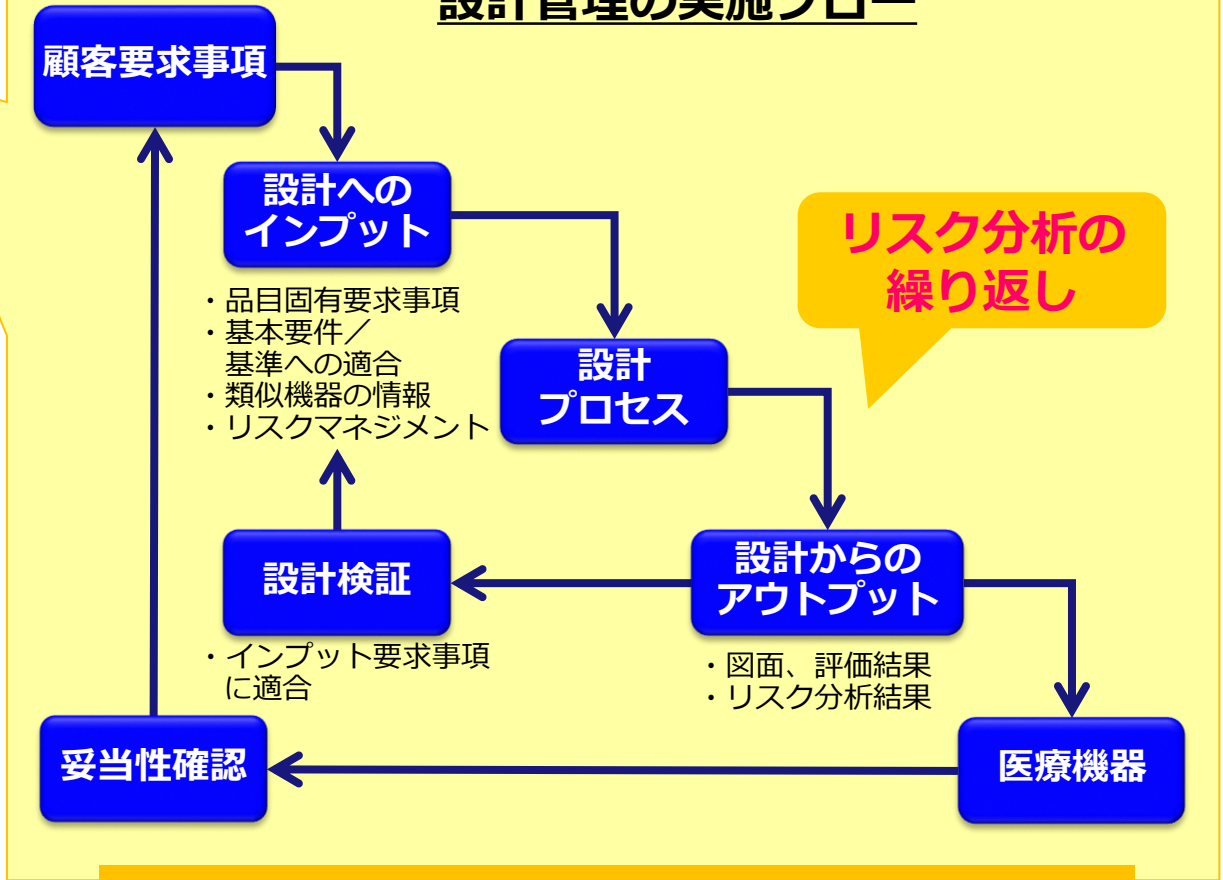 設計管理の実施フロー
顧客要求事項
設計への
インプット
・品目固有要求事項
・基本要件／
基準への適合
・類似機器の情報
・リスクマネジメント
リスク分析の
繰り返し
設計
プロセス
設計検証
・インプット要求事項
に適合
設計からの
アウトプット
・図面、評価結果
・リスク分析結果
妥当性確認
医療機器